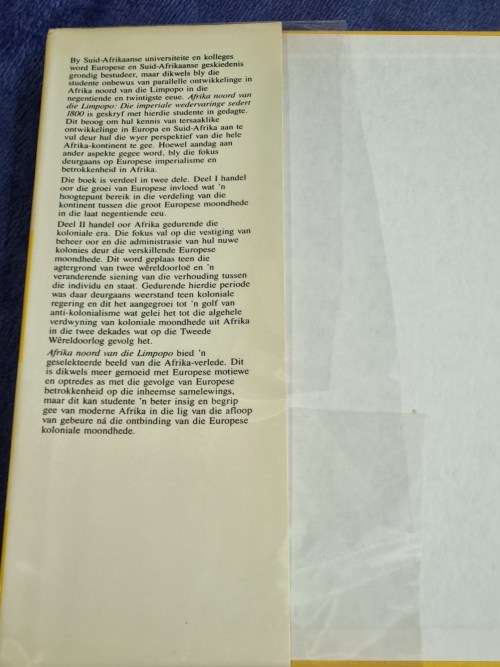 By Suid-Afrikaanse universiteite en kolleges
word Europese en Suid-Afrikaanse geskiedenis
grondig bestudeer, maar dikwels bly die
studente onbewus van parallelle ontwikkelinge in
Afrika noord van die Limpopo in die
negentiende en twintigste eeue. Afrika noord van
die Limpopo: Die imperiale wedervaringe sedert
1800 is geskryf met hierdie studente in gedagte.
Dit beoog om hul kennis van tersaaklike
ontwikkelinge in Europa en Suid-Afrika aan te
vul deur hul die wyer perspektief van die hele
Afrika-kontinent te gee. Hoewel aandag aan
ander aspekte gegee word, bly die fokus
deurgaans op Europese imperialisme en
betrokkenheid in Afrika.
Die boek is verdeel in twee dele. Deel I handel
oor die groei van Europese invloed wat 'n
hoogtepunt bereik in die verdeling van die
kontinent tussen die groot Europese moondhede
in die laat negentiende eeu.
Deel II handel oor Afrika gedurende die
koloniale era. Die fokus val op die vestiging van
beheer oor en die administrasie van hul nuwe
kolonies deur die verskillende Europese
moondhede. Dit word geplaas teen die
agtergrond van twee wêreldoorloë en 'n
veranderende siening van die verhouding tussen
die individu en staat. Gedurende hierdie periode
was daar deurgaans weerstand teen koloniale
regering en dit het aangegroei tot 'n golf van
anti-kolonialisme wat gelei het tot die algehele
verdwyning van koloniale moondhede uit Afrika
in die twee dekades wat op die Tweede
Wêreldoorlog gevolg het.
Afrika noord van die Limpopo bied 'n
geselekteerde beeld van die Afrika-verlede. Dit
is dikwels meer gemoeid met Europese motiewe
en optredes as met die gevolge van Europese
betrokkenheid op die inheemse samelewings,
maar dit kan studente 'n beter insig en begrip
gee van moderne Afrika in die lig van die afloop
van gebeure ná die ontbinding van die Europese
koloniale moondhede.